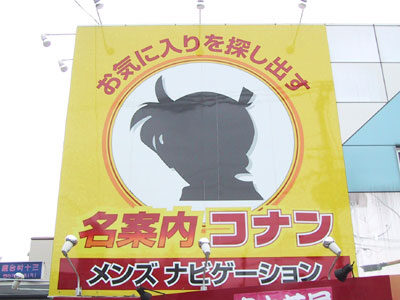 お気に入りを探し出す
名案内・コナン
メンズ ナビゲーション